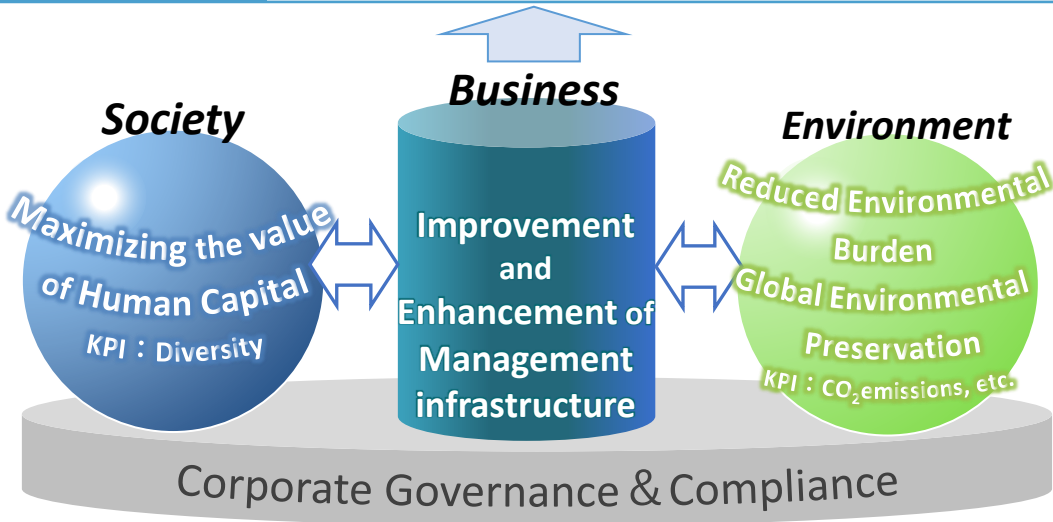 Society
Maximizing the value
of Human Capital
KPI：Diversity
Business
Improvement
and
Enhancement of
Management
infrastructure
Environment
Reduced Environmental
Burden
Global Environmental
Preservation
KPI：CO₂emissions, etc.
Corporate Governance & Compliance